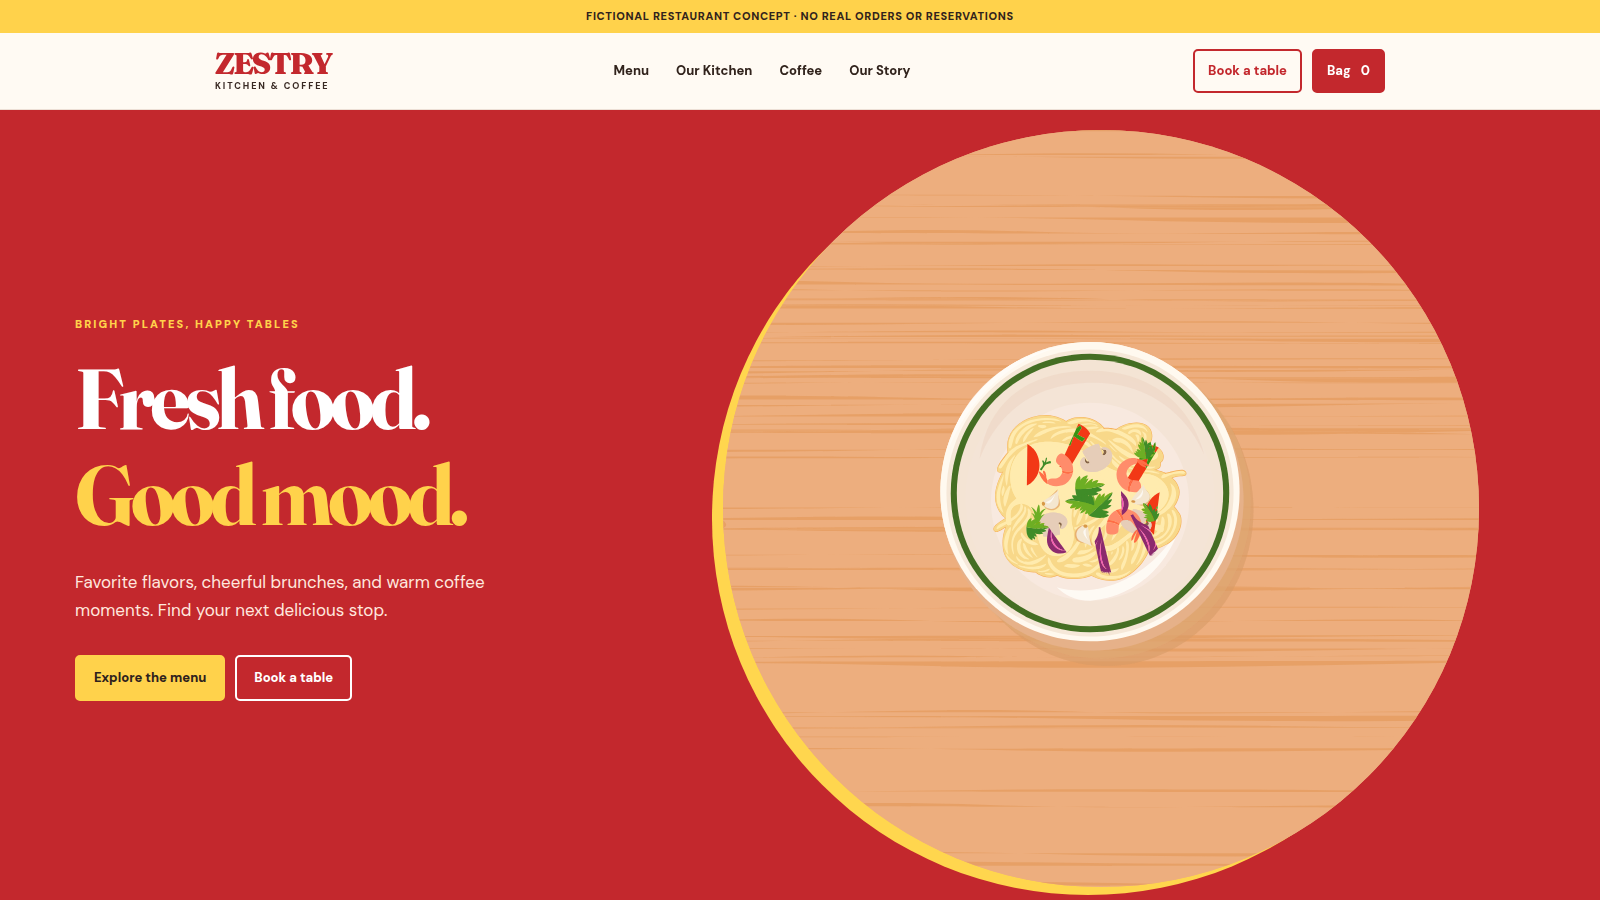 FICTIONAL RESTAURANT CONCEPT · NO REAL ORDERS OR RESERVATIONS
ZESTRY
KITCHEN & COFFEE
Menu Our Kitchen Coffee Our Story
Book a table Bag 0
BRIGHT PLATES, HAPPY TABLES
Fresh food.
Good mood.
Favorite flavors, cheerful brunches, and warm coffee
moments. Find your next delicious stop.
Explore the menu Book a table